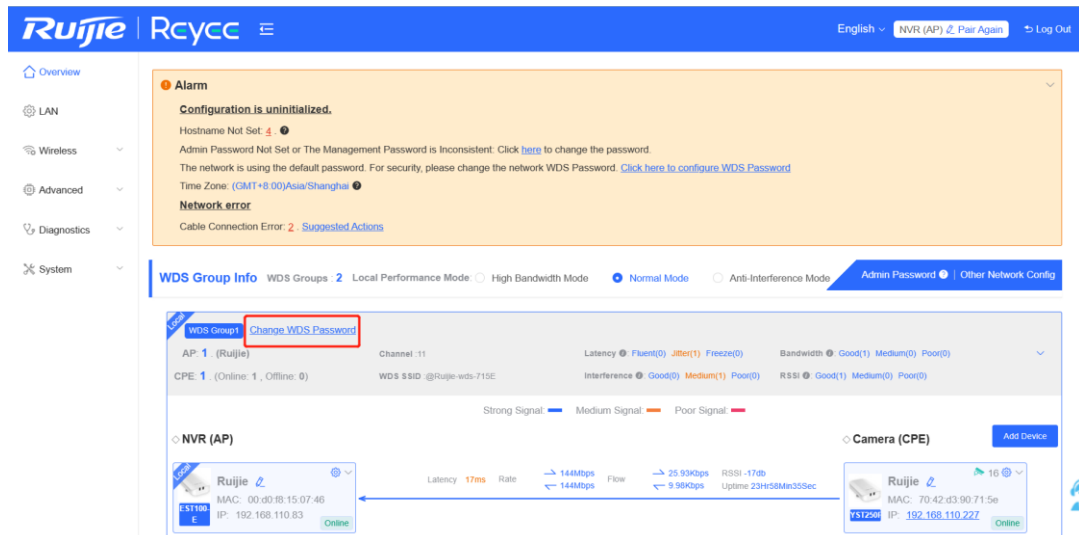 Ruijie | Reyee English NVR (AP) Pair Again Log Out
Overview
LAN
Wireless
Advanced
Diagnostics
System
Alarm
Configuration is uninitialized.
Hostname Not Set: 4 .
Admin Password Not Set or The Management Password is Inconsistent: Click here to change the password.
The network is using the default password. For security, please change the network WDS Password. Click here to configure WDS Password
Time Zone: (GMT+8:00)Asia/Shanghai
Network error
Cable Connection Error: 2 . Suggested Actions
WDS Group Info WDS Groups : 2 Local Performance Mode: High Bandwidth Mode Normal Mode Anti-Interference Mode Admin Password | Other Network Config
Local
WDS Group1 Change WDS Password
AP: 1 . (Ruijie) Channel :11 Latency : Fluent(0) Jitter(1) Freeze(0) Bandwidth : Good(1) Medium(0) Poor(0)
CPE: 1 . (Online: 1 , Offline: 0) WDS SSID :@Ruijie-wds-715E Interference : Good(0) Medium(1) Poor(0) RSSI : Good(1) Medium(0) Poor(0)
Strong Signal: Medium Signal: Poor Signal:
NVR (AP) Camera (CPE) Add Device
Local
Ruijie
MAC: 00:d0:f8:15:07:46
EST100-E
IP: 192.168.110.83
Online
Latency 17ms Rate 144Mbps 144Mbps Flow 25.93Kbps 9.98Kbps RSSI -17db Uptime 23Hr58Min35Sec
16
Ruijie
MAC: 70:42:d3:90:71:5e
YST250F IP: 192.168.110.227
Online